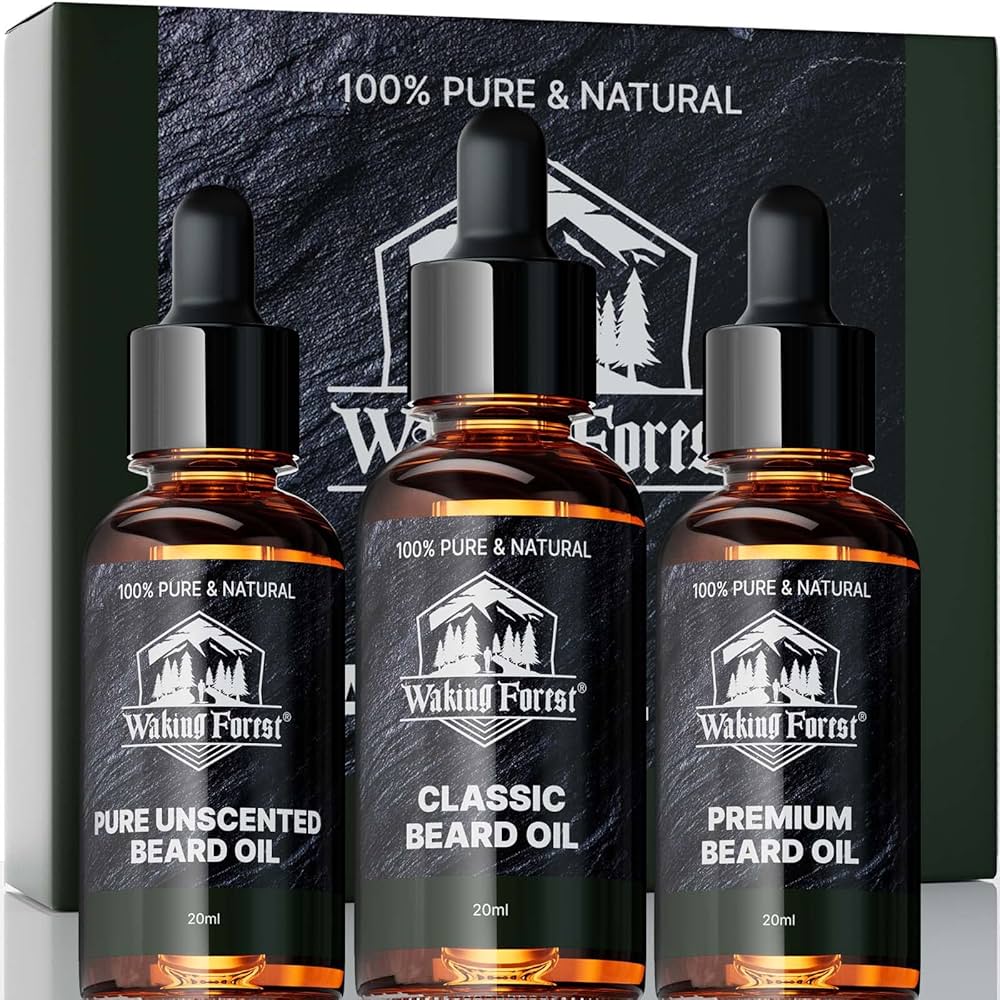 100% PURE & NATURAL
100% PURE & NATURAL
Waking Forest®
PURE UNSCENTED
BEARD OIL
20ml
100% PURE & NATURAL
Waking Forest®
CLASSIC
BEARD OIL
20ml
100% PURE & NATURAL
Waking Forest®
PREMIUM
BEARD OIL
20ml